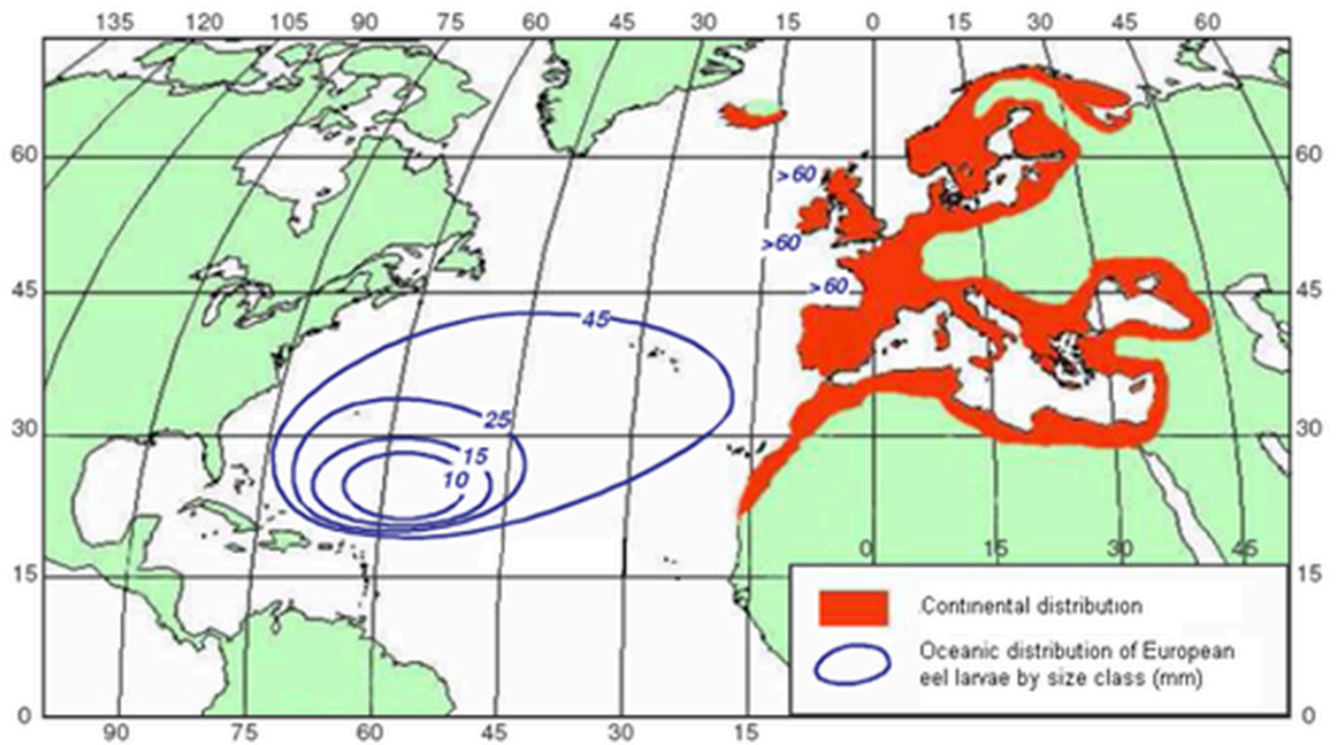 135 120 105 90 75 60 45 30 15 0 15 30 45 60
60 >60 60
>60
45 >60 45
45
30 25 30
15
10
0 15 30 45
15 15
Continental distribution
Oceanic distribution of European
eel larvae by size class (mm)
0 0
90 75 60 45 30 15